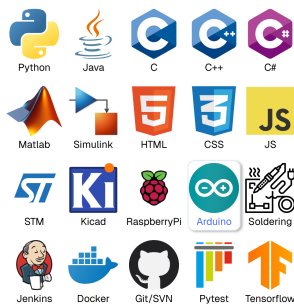 Python Java C C++ C#
Matlab Simulink HTML CSS JS
STM Kicad RaspberryPi Arduino Soldering
Jenkins Docker Git/SVN Pytest Tensorflow